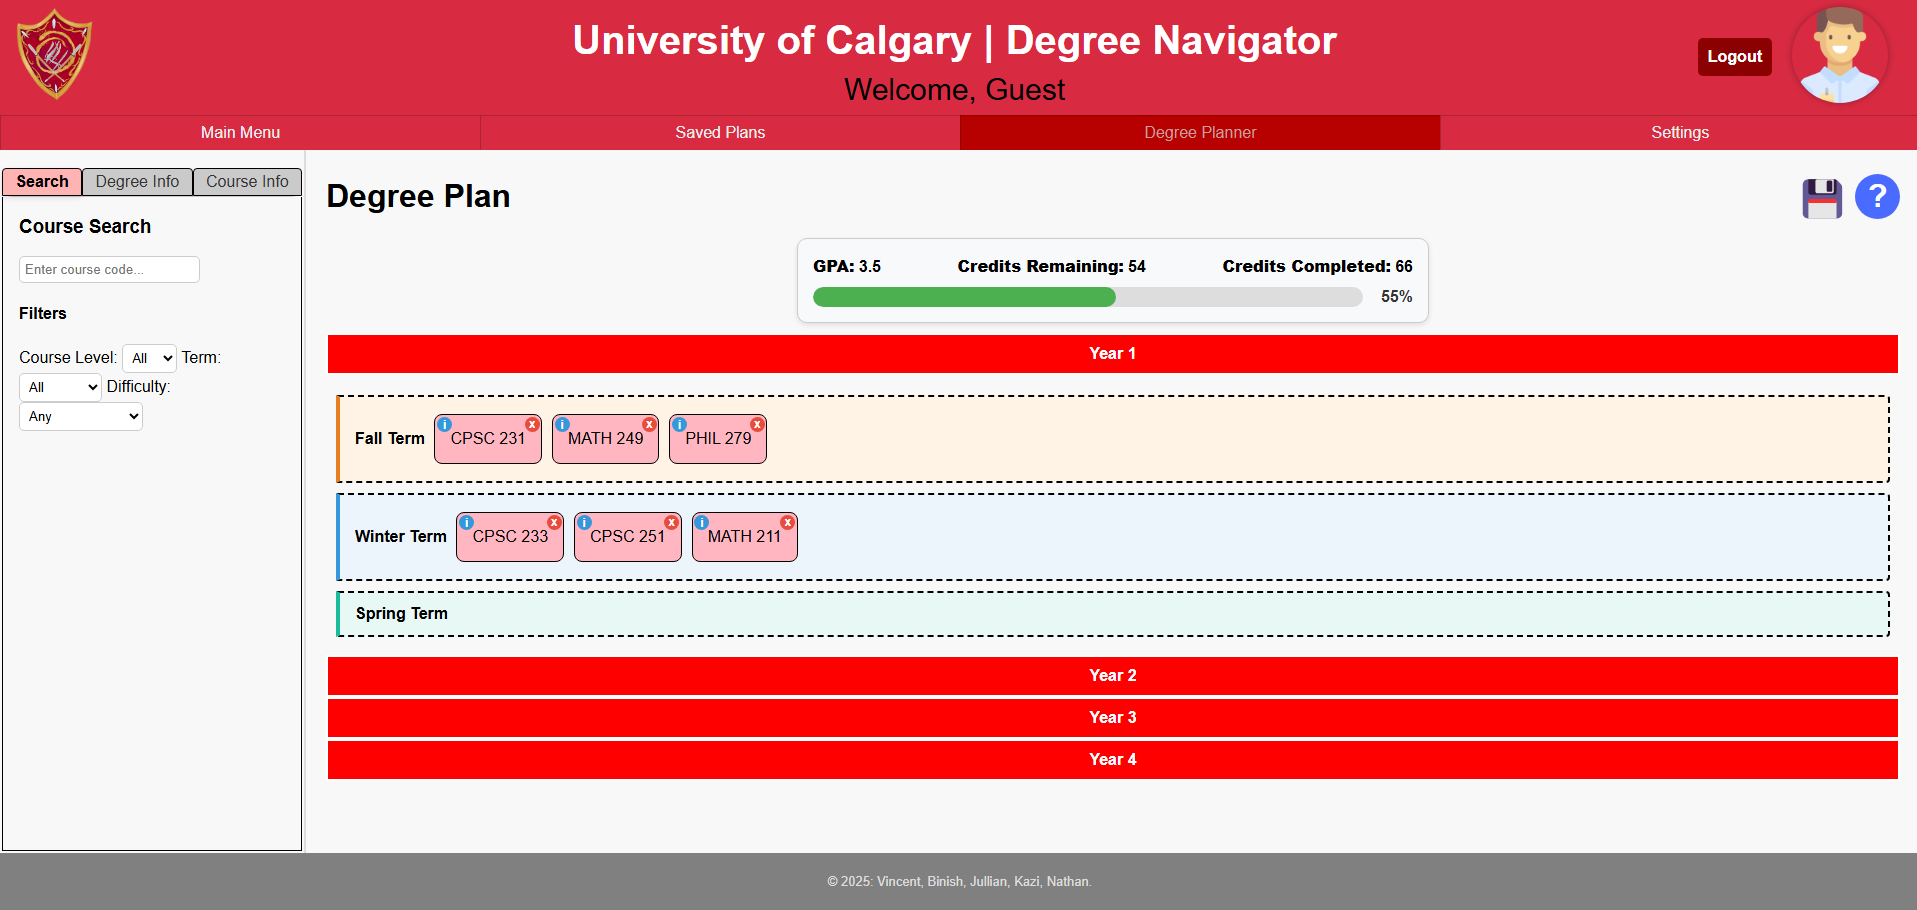 University of Calgary | Degree Navigator
Welcome, Guest
Logout
Main Menu
Saved Plans
Degree Planner
Settings
Search
Degree Info
Course Info
Course Search
Enter course code...
Filters
Course Level: All Term:
All Difficulty:
Any
Degree Plan
?
GPA: 3.5
Credits Remaining: 54
Credits Completed: 66
55%
Year 1
Fall Term
i CPSC 231 x
i MATH 249 x
i PHIL 279 x
Winter Term
i CPSC 233 x
i CPSC 251 x
i MATH 211 x
Spring Term
Year 2
Year 3
Year 4
© 2025: Vincent, Binish, Jullian, Kazi, Nathan.